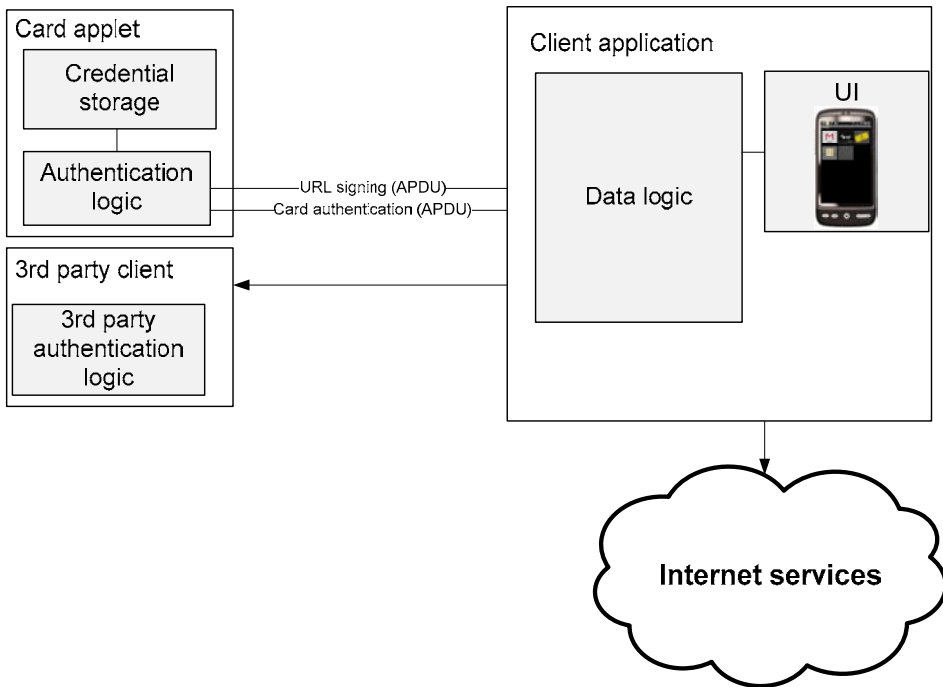 Card applet
Credential
storage
Authentication
logic
URL signing (APDU)
Card authentication (APDU)
3rd party client
3rd party
authentication
logic
Client application
Data logic
UI
Internet services